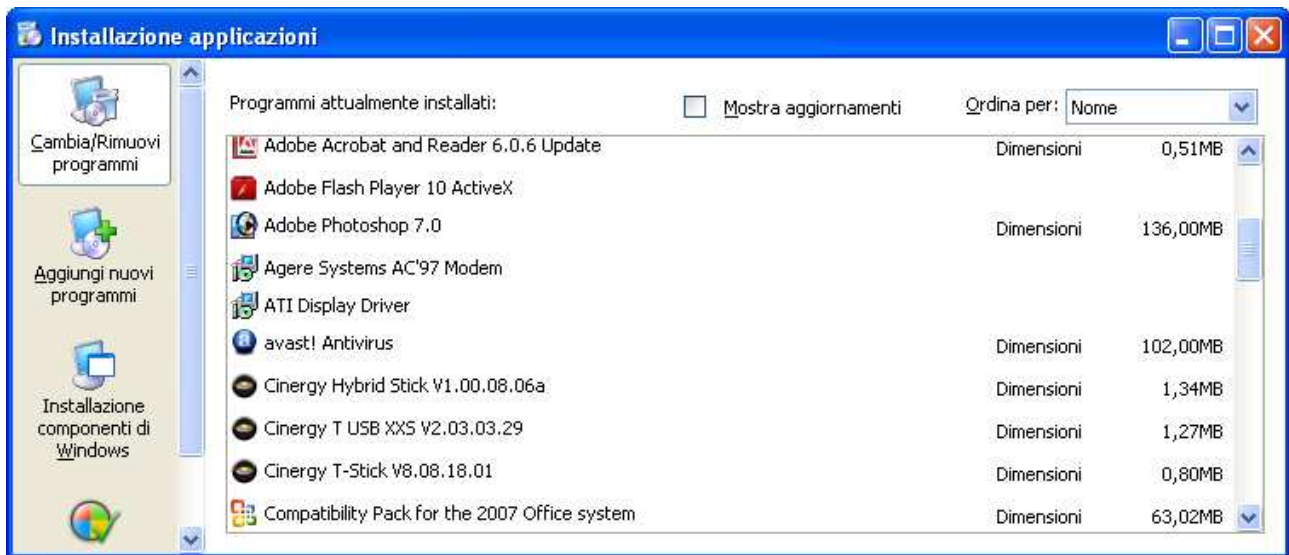 Installazione applicazioni
Cambia/Rimuovi
programmi
Aggiungi nuovi
programmi
Installazione
componenti di
Windows
Programmi attualmente installati:
Mostra aggiornamenti
Ordina per: Nome
Adobe Acrobat and Reader 6.0.6 Update Dimensioni 0,51MB
Adobe Flash Player 10 ActiveX
Adobe Photoshop 7.0 Dimensioni 136,00MB
Agere Systems AC'97 Modem
ATI Display Driver
avast! Antivirus Dimensioni 102,00MB
Cinergy Hybrid Stick V1.00.08.06a Dimensioni 1,34MB
Cinergy T USB XXS V2.03.03.29 Dimensioni 1,27MB
Cinergy T-Stick V8.08.18.01 Dimensioni 0,80MB
Compatibility Pack for the 2007 Office system Dimensioni 63,02MB